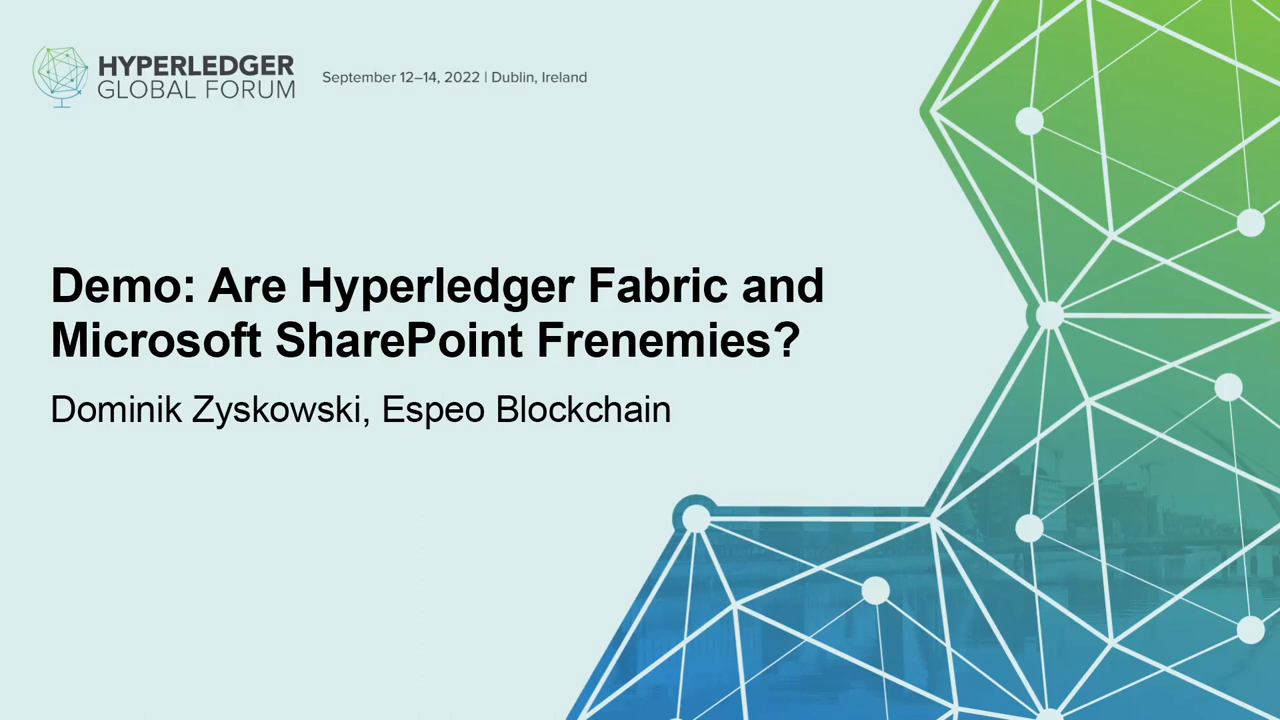 HYPERLEDGER
GLOBAL FORUM
September 12–14, 2022 | Dublin, Ireland
Demo: Are Hyperledger Fabric and
Microsoft SharePoint Frenemies?
Dominik Zyskowski, Espeo Blockchain